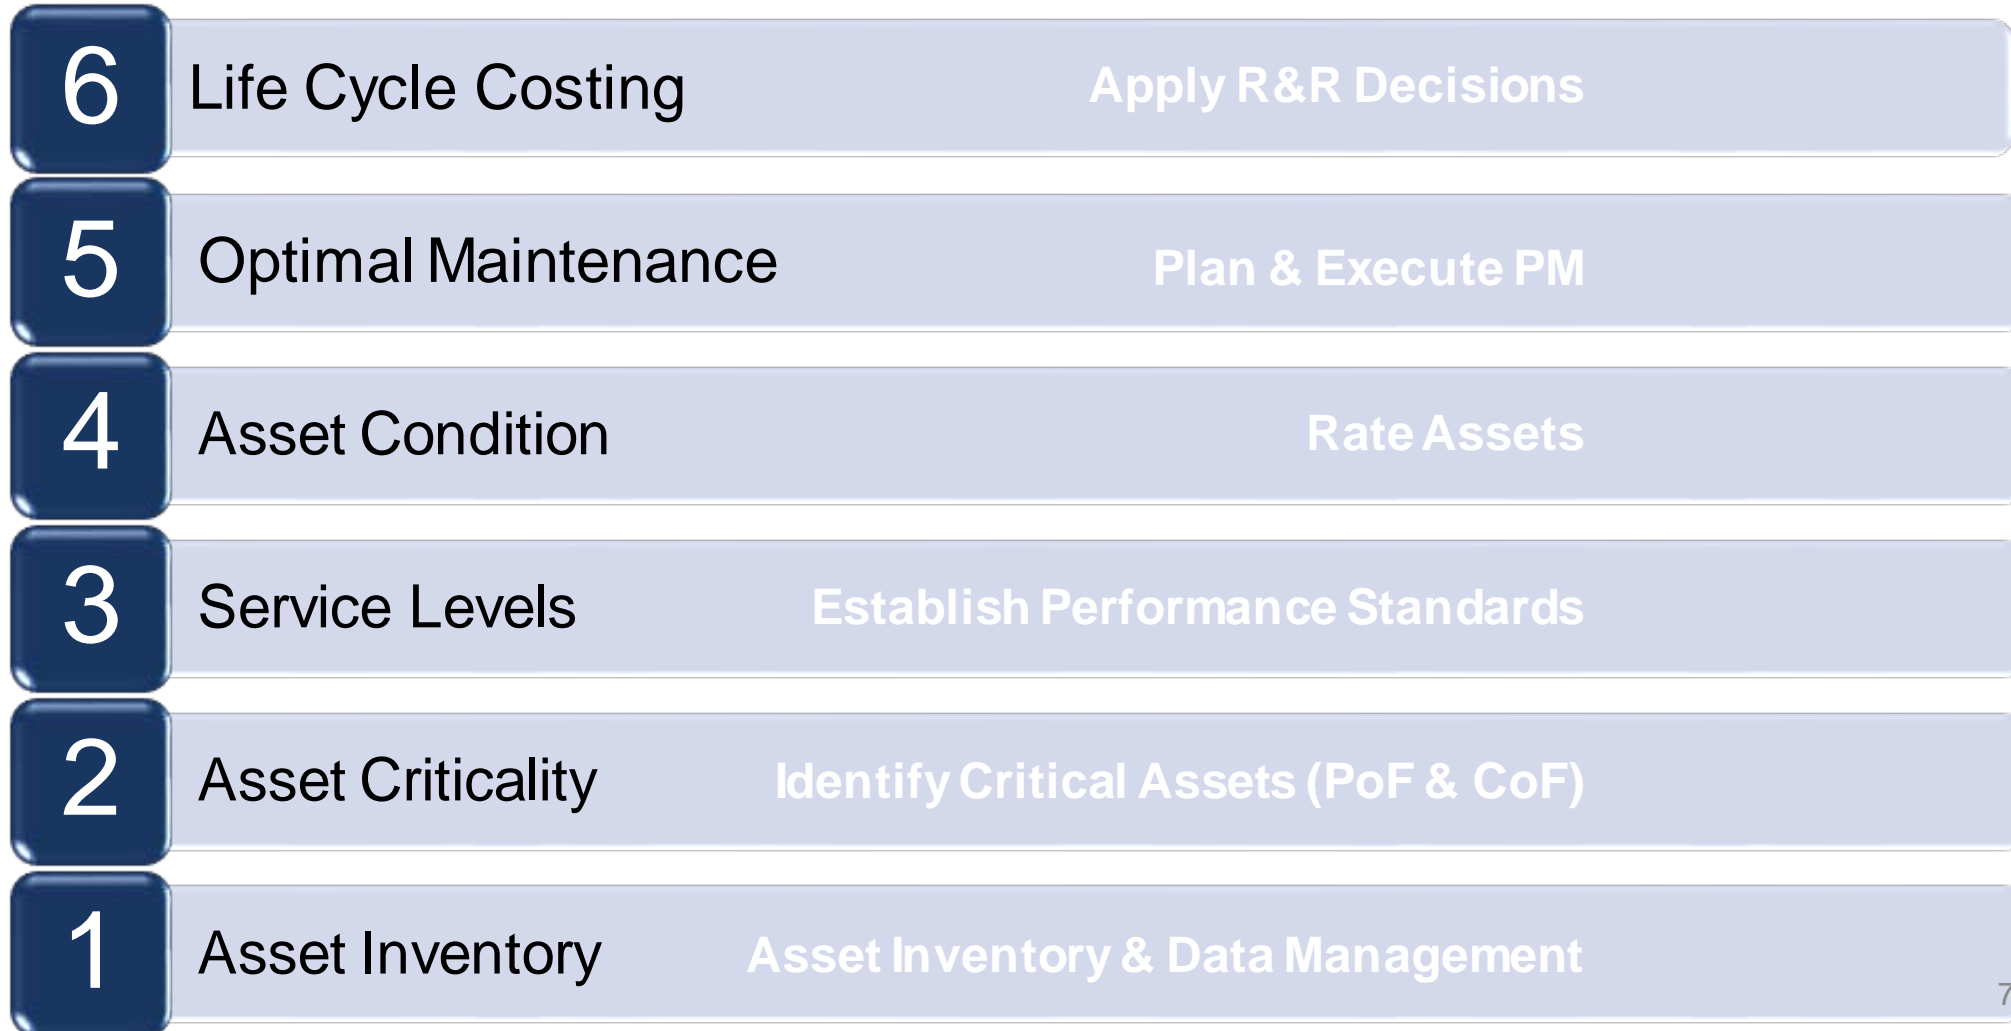 6 Life Cycle Costing Apply R&R Decisions
5 Optimal Maintenance Plan & Execute PM
4 Asset Condition Rate Assets
3 Service Levels Establish Performance Standards
2 Asset Criticality Identify Critical Assets (PoF & CoF)
1 Asset Inventory Asset Inventory & Data Management
7